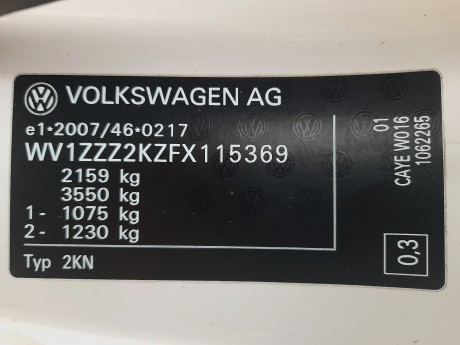 VOLKSWAGEN AG
e1*2007/46*0217
WV1ZZZ2KZFX115369
2159 kg
3550 kg
1- 1075 kg
2- 1230 kg
Typ 2KN
01
CAYE W016
1062265
0,3